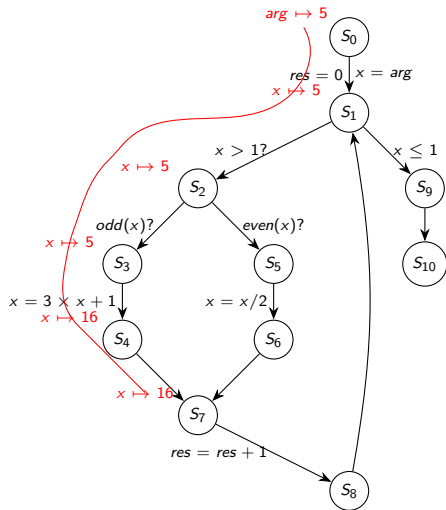 arg ↦ 5
S0
res = 0
x = arg
x ↦ 5
S1
x > 1?
x ≤ 1
x ↦ 5
S2
S9
odd(x)?
even(x)?
x ↦ 5
S3
S5
S10
x = 3 × x + 1
x = x/2
x ↦ 16
S4
S6
x ↦ 16
S7
res = res + 1
S8